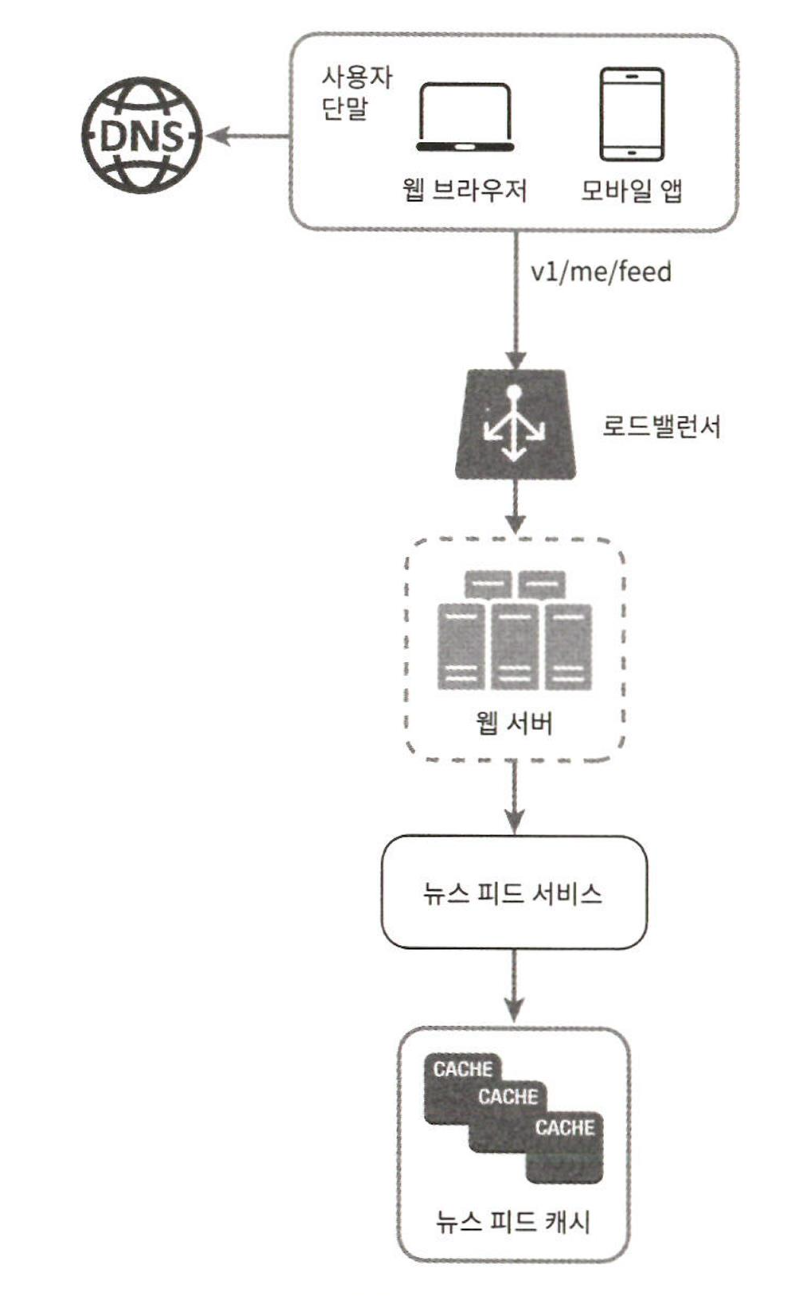 사용자
단말
DNS
웹 브라우저
모바일 앱
v1/me/feed
로드밸런서
웹 서버
뉴스 피드 서비스
CACHE
CACHE
CACHE
뉴스 피드 캐시